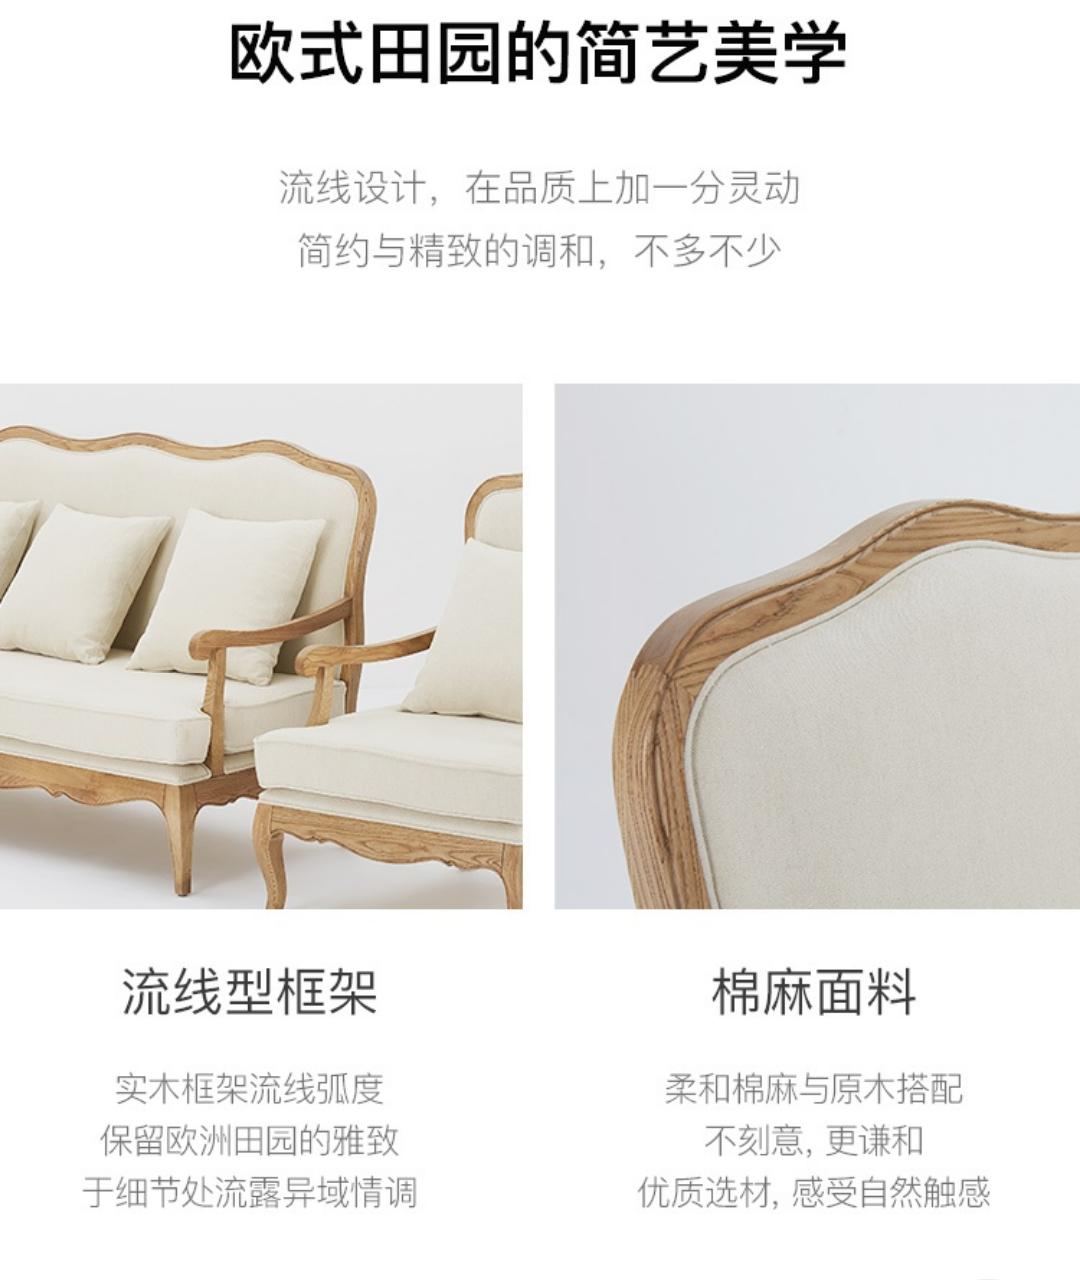 欧式田园的简艺美学
流线设计，在品质上加一分灵动
简约与精致的调和，不多不少
流线型框架
实木框架流线弧度
保留欧洲田园的雅致
于细节处流露异域情调
棉麻面料
柔和棉麻与原木搭配
不刻意, 更谦和
优质选材, 感受自然触感